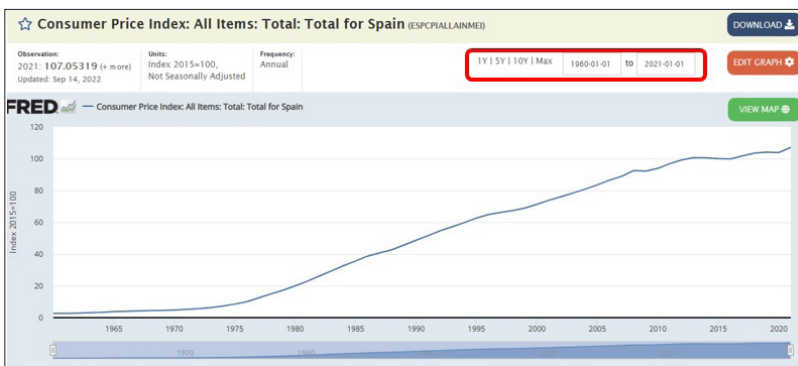 Consumer Price Index: All Items: Total: Total for Spain (ESPCPIALLAINMEI)
DOWNLOAD
Observation:
2021: 107.05319 (+ more)
Updated: Sep 14, 2022
Units:
Index 2015=100,
Not Seasonally Adjusted
Frequency:
Annual
1Y | 5Y | 10Y | Max 1960-01-01 to 2021-01-01
EDIT GRAPH
FRED — Consumer Price Index: All Items: Total: Total for Spain
VIEW MAP
Index 2015=100
120
100
80
60
40
20
0
1965 1970 1975 1980 1985 1990 1995 2000 2005 2010 2015 2020
1970 1980